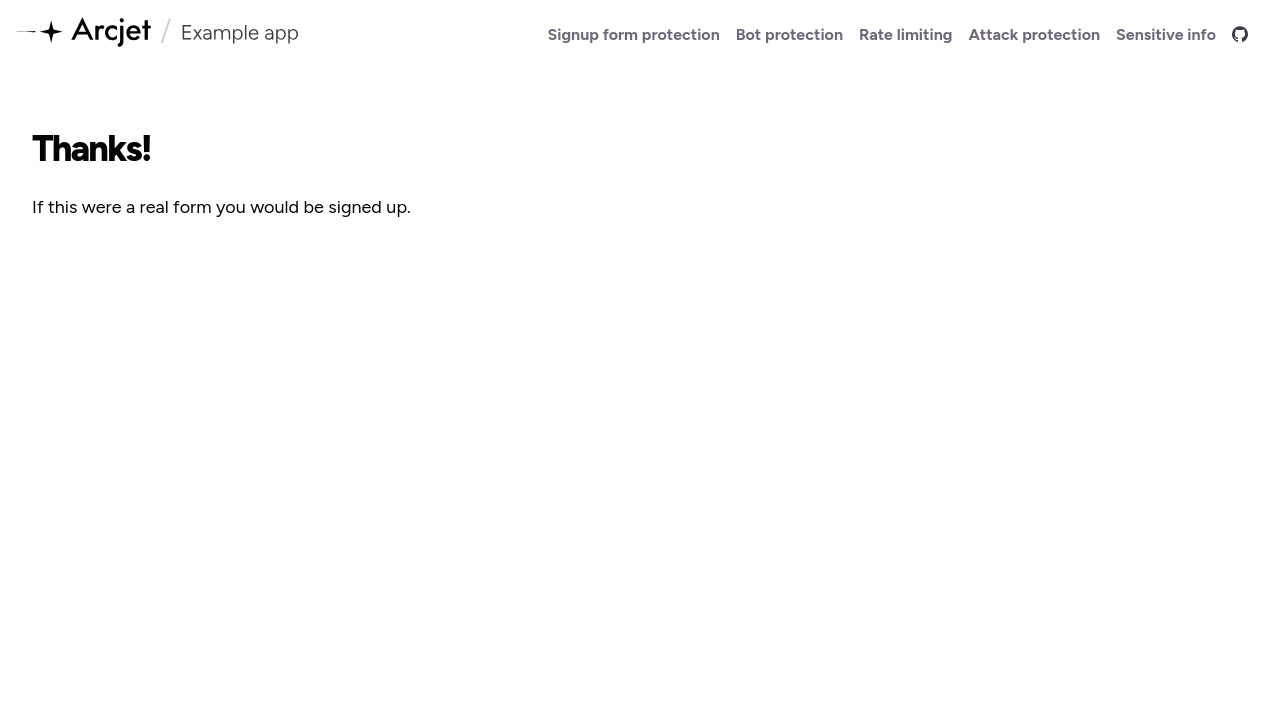 Arcjet / Example app
Signup form protection Bot protection Rate limiting Attack protection Sensitive info
Thanks!
If this were a real form you would be signed up.